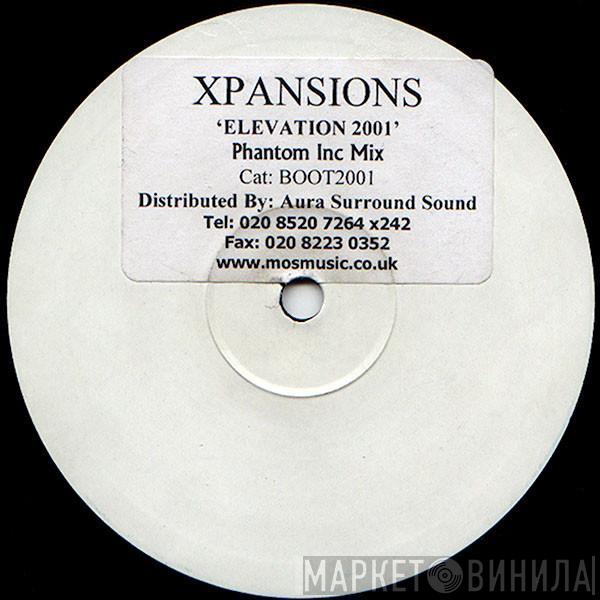 XPANSIONS
‘ELEVATION 2001’
Phantom Inc Mix
Cat: BOOT2001
Distributed By: Aura Surround Sound
Tel: 020 8520 7264 x242
Fax: 020 8223 0352
www.mosmusic.co.uk
МАРКЕТ ВИНИЛА